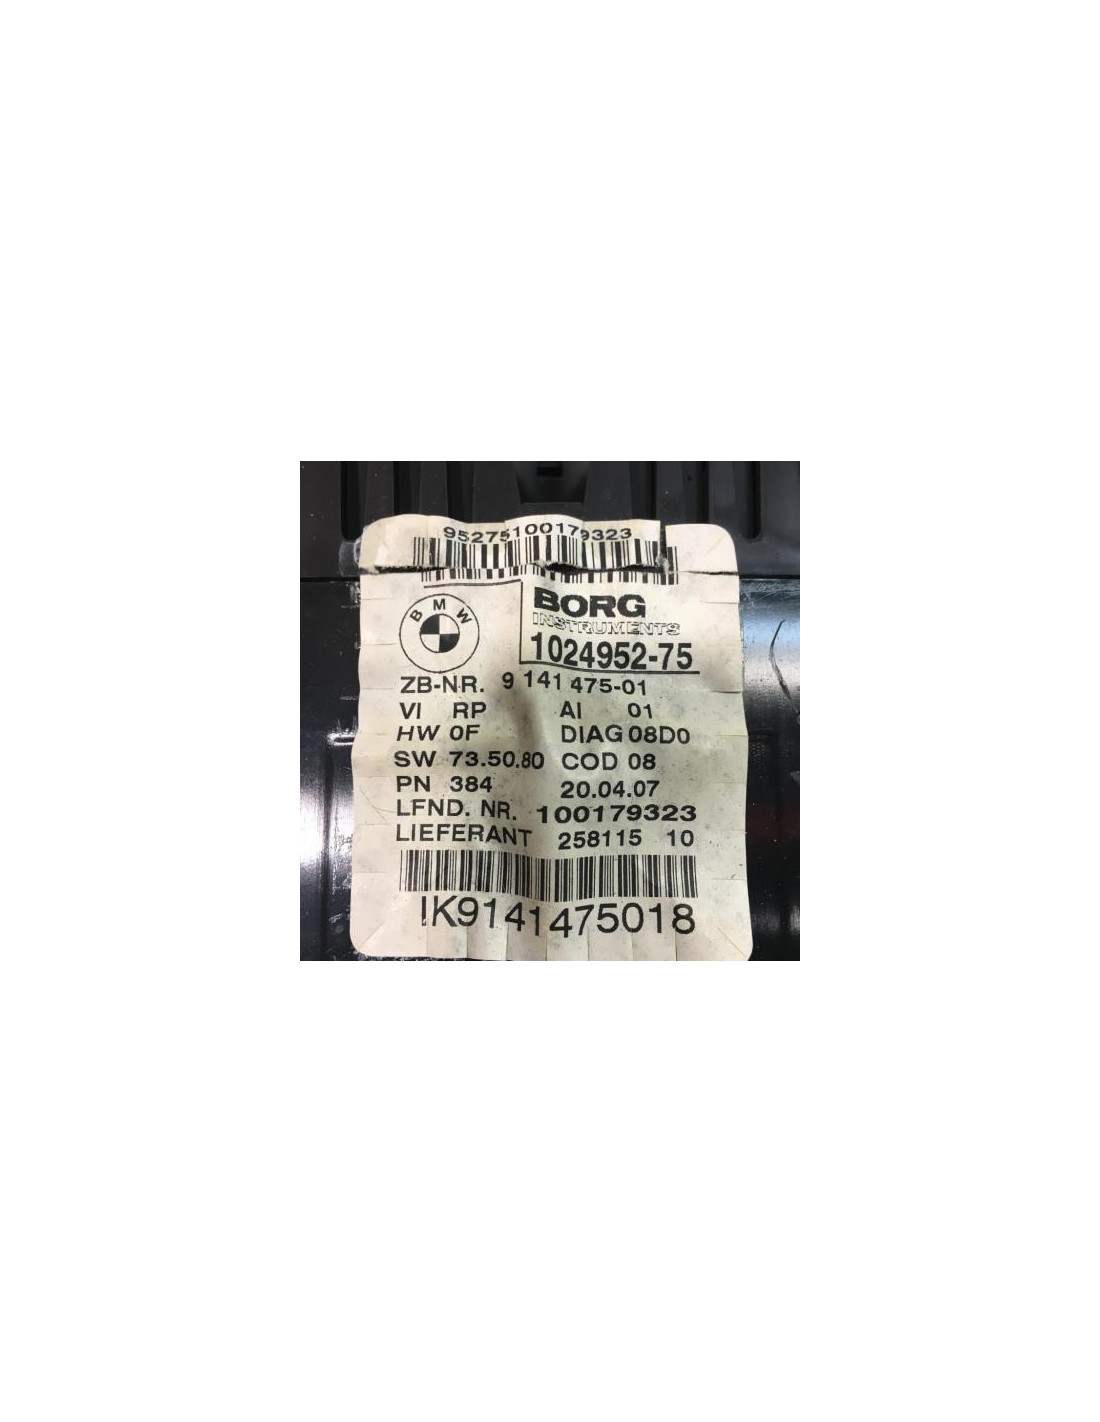 95275100179323
BMW
BORG
INSTRUMENTS
1024952-75
ZB-NR. 9 141 475-01
VI RP AI 01
HW 0F DIAG 08D0
SW 73.50.80 COD 08
PN 384 20.04.07
LFND. NR. 100179323
LIEFERANT 258115 10
IK9141475018